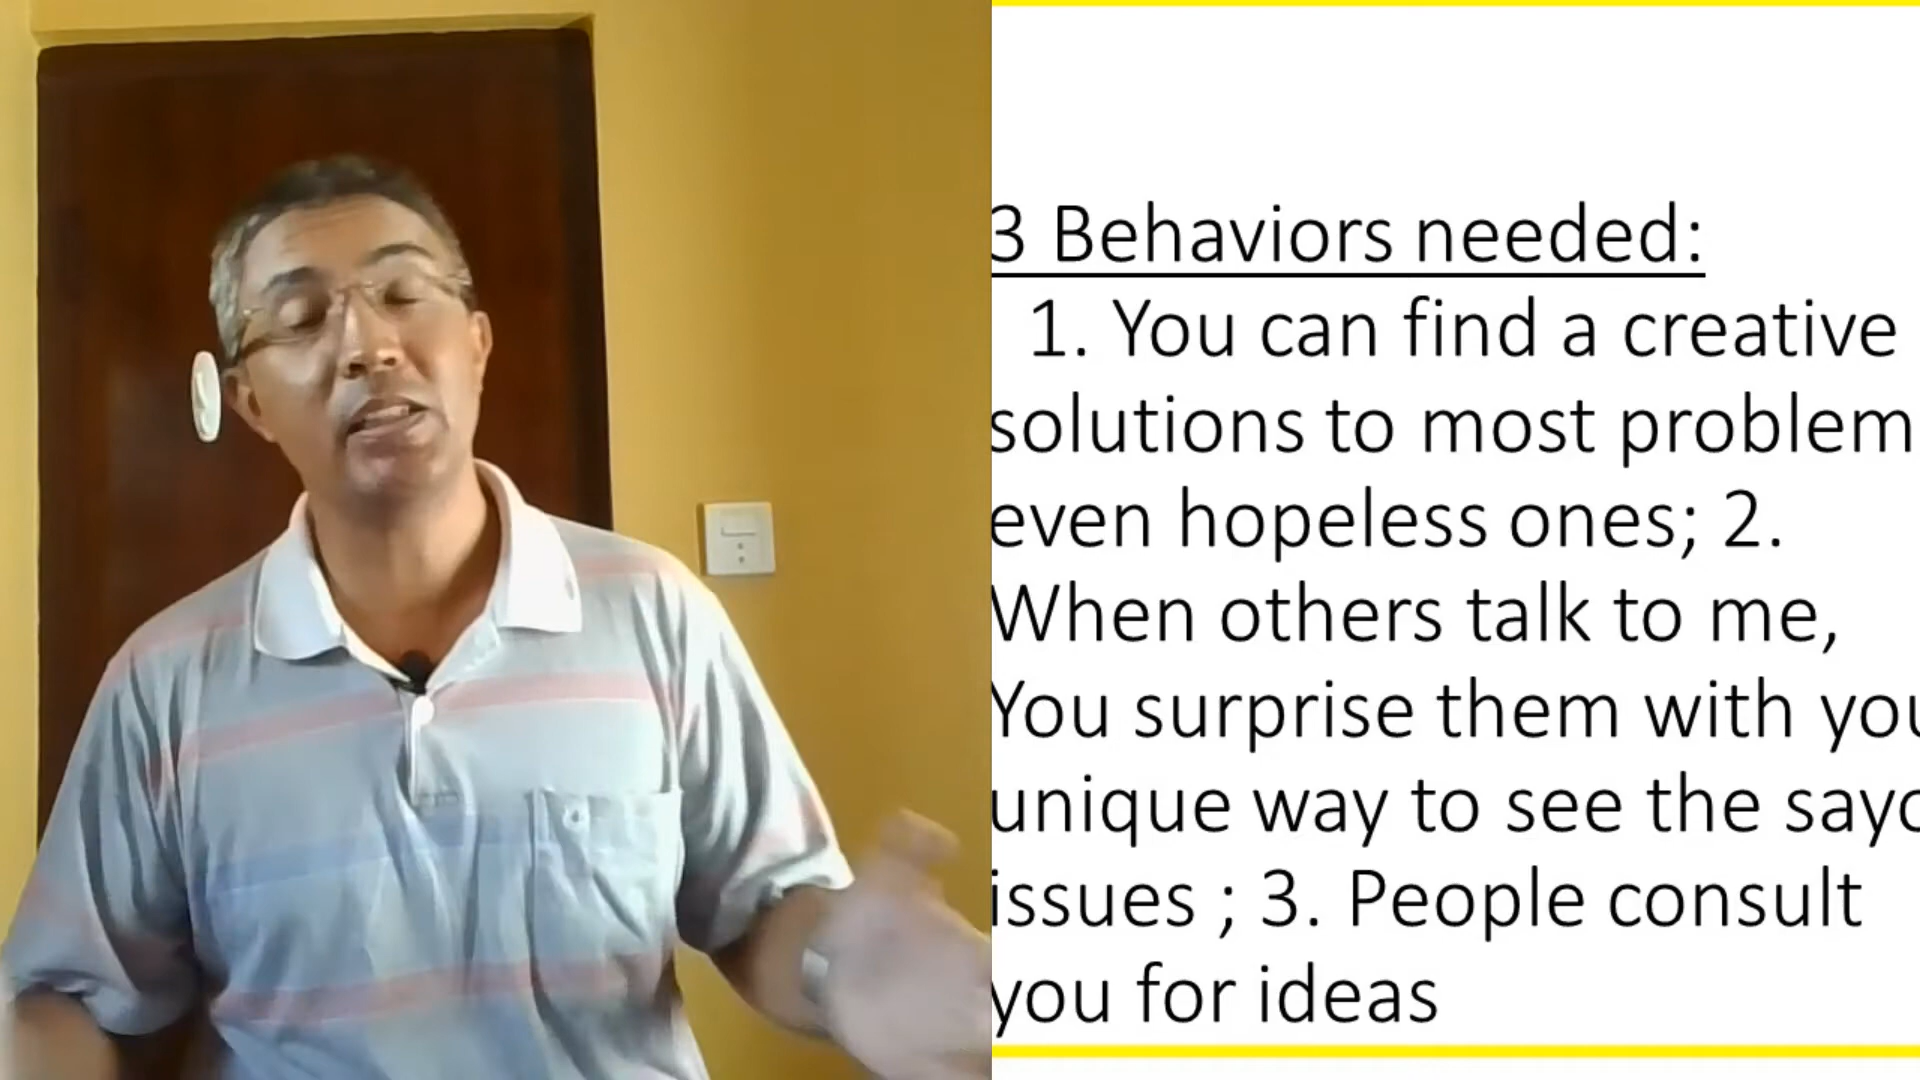 3 Behaviors needed:
1. You can find a creative
solutions to most problem
even hopeless ones; 2.
When others talk to me,
You surprise them with you
unique way to see the
issues ; 3. People consult
you for ideas